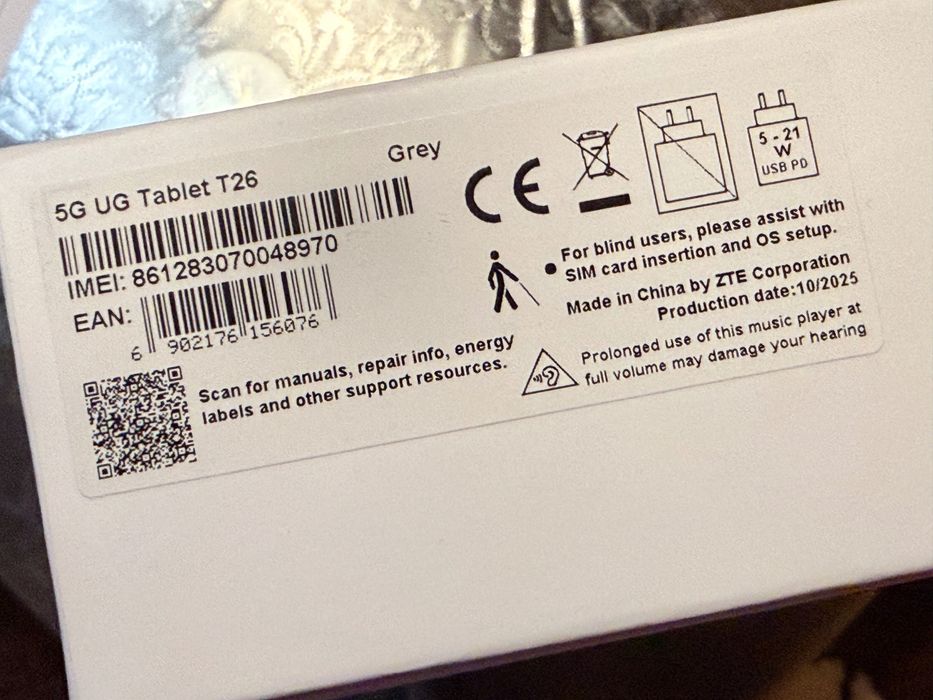 5G UG Tablet T26
Grey
IMEI: 861283070048970
EAN:
6 902176 156076
Scan for manuals, repair info, energy
labels and other support resources.
CE
5 - 21
W
USB PD
For blind users, please assist with
SIM card insertion and OS setup.
Made in China by ZTE Corporation
Production date:10/2025
Prolonged use of this music player at
full volume may damage your hearing